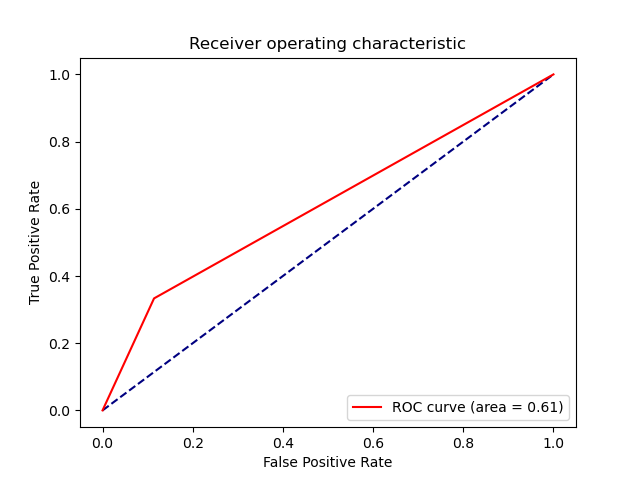 Receiver operating characteristic
True Positive Rate
1.0
0.8
0.6
0.4
0.2
0.0
ROC curve (area = 0.61)
0.0 0.2 0.4 0.6 0.8 1.0
False Positive Rate